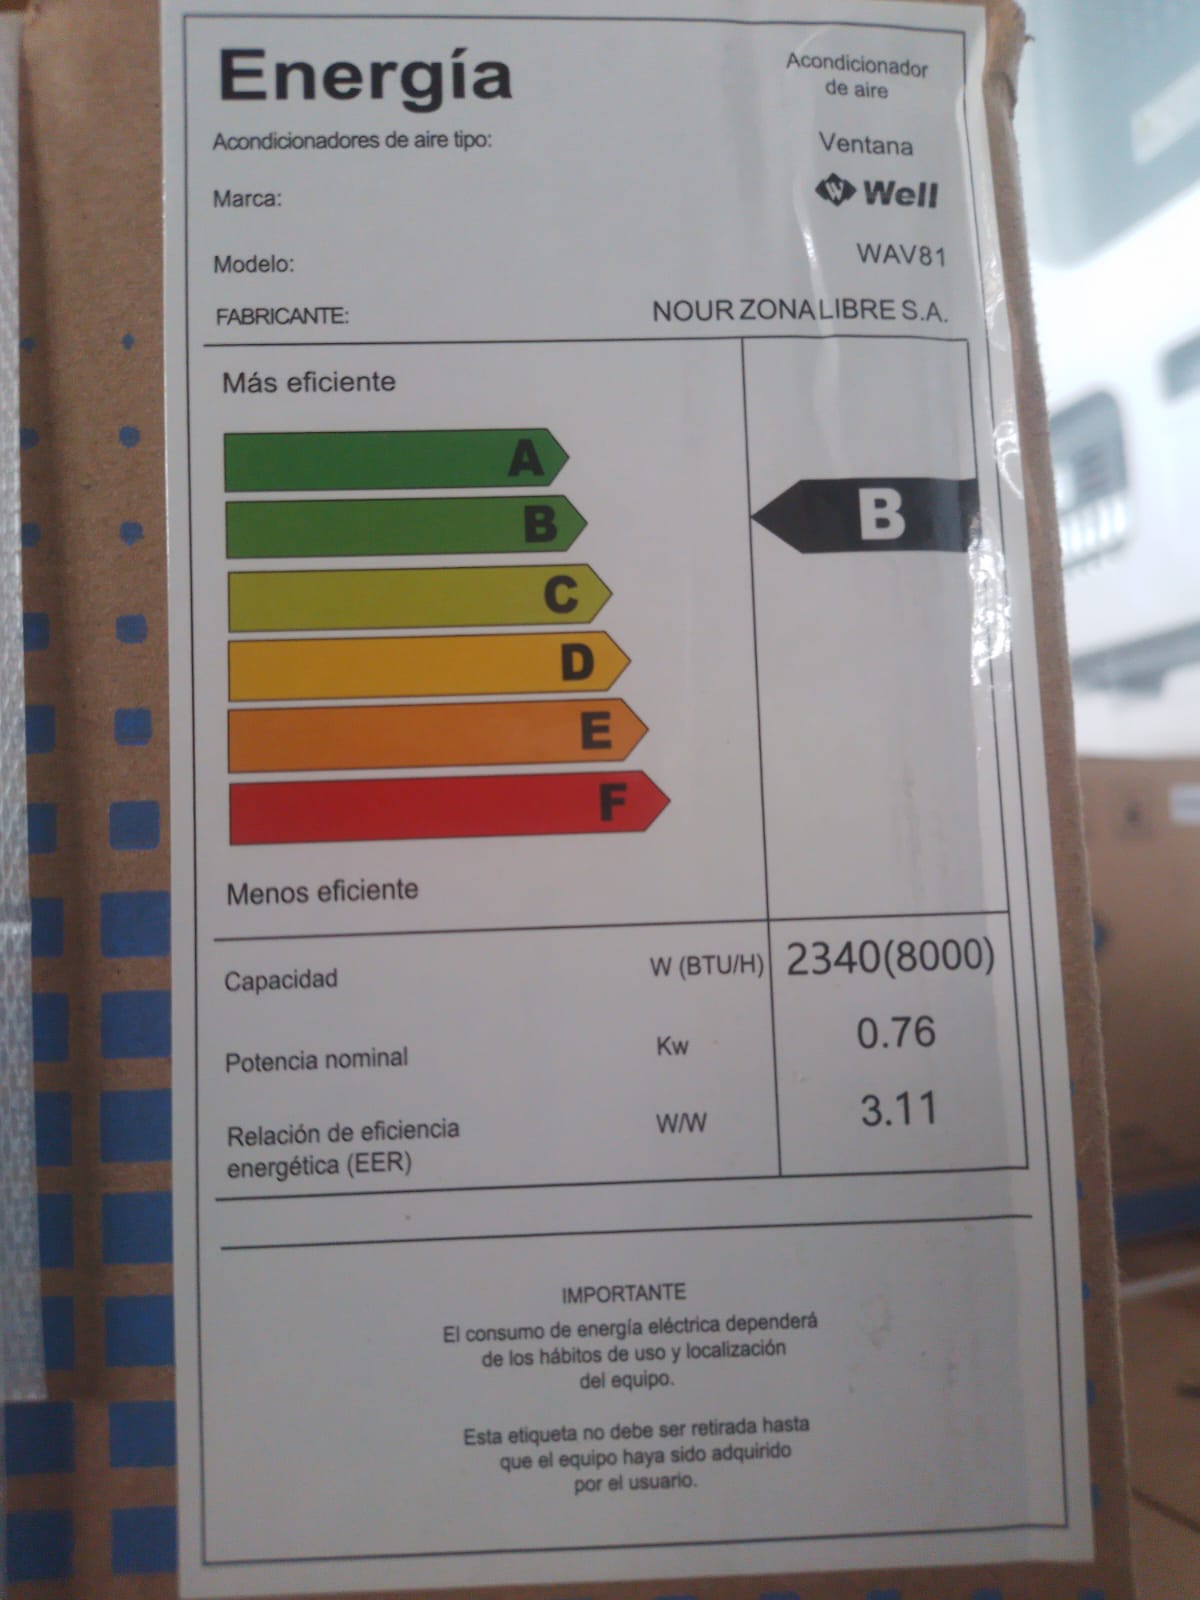 Energía
Acondicionador
de aire
Acondicionadores de aire tipo:
Ventana
Marca:
W Well
Modelo:
WAV81
FABRICANTE:
NOUR ZONA LIBRE S.A.
Más eficiente
A
B
B
C
D
E
F
Menos eficiente
Capacidad W (BTU/H) 2340(8000)
Potencia nominal Kw 0.76
Relación de eficiencia W/W 3.11
energética (EER)
IMPORTANTE
El consumo de energía eléctrica dependerá
de los hábitos de uso y localización
del equipo.
Esta etiqueta no debe ser retirada hasta
que el equipo haya sido adquirido
por el usuario.